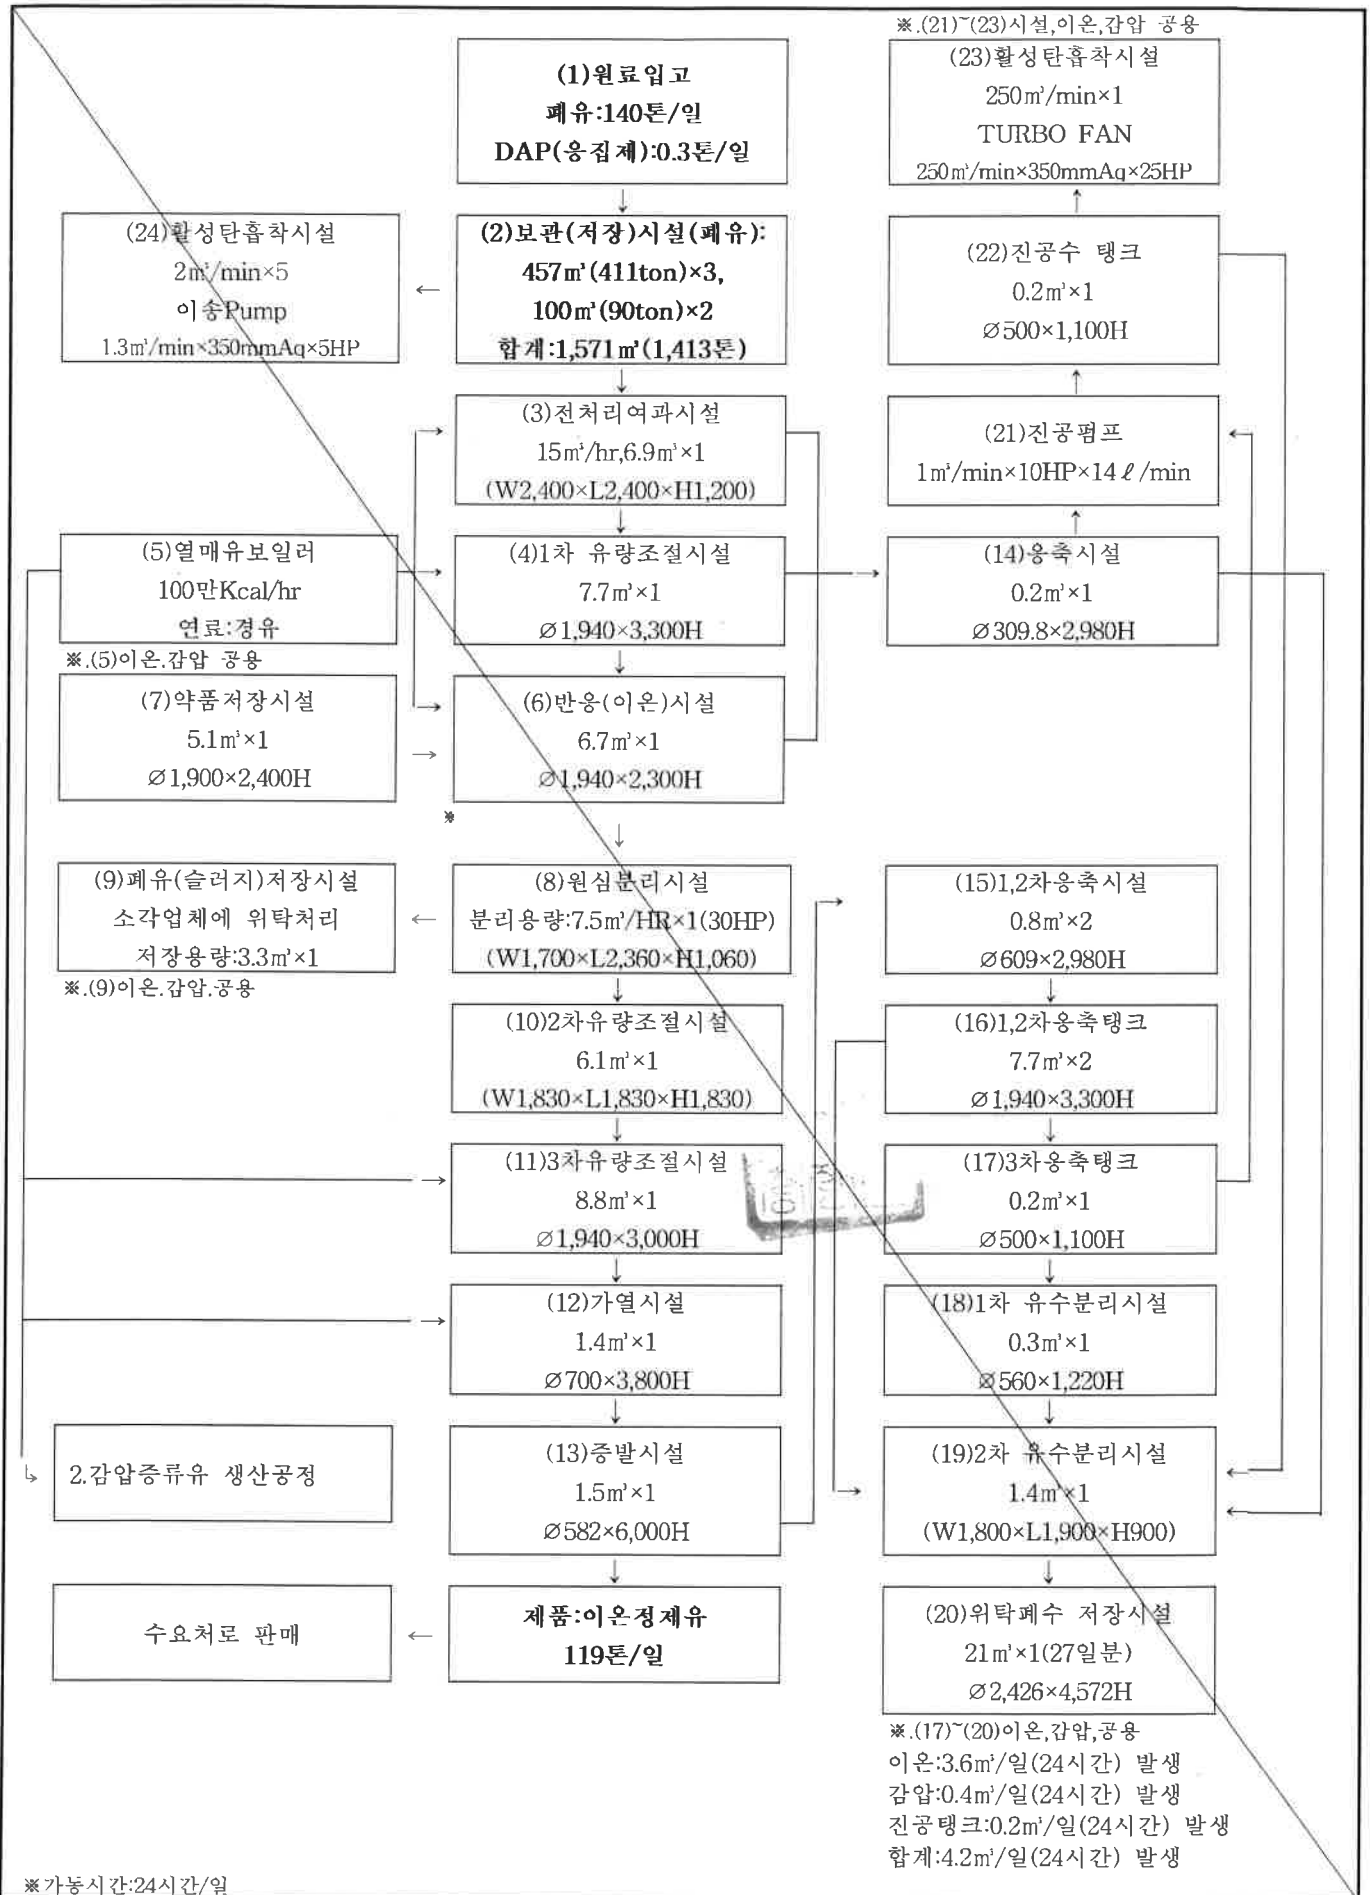 ※.(21)~(23)시설,이온,감압 공용
(1)원료입고
폐유:140톤/일
DAP(응집제):0.3톤/일
(23)활성탄흡착시설
250㎥/min×1
TURBO FAN
250㎥/min×350mmAq×25HP
(24)활성탄흡착시설
2㎥/min×5
이송Pump
1.3㎥/min×350mmAq×5HP
(2)보관(저장)시설(폐유):
457㎥(411ton)×3,
100㎥(90ton)×2
합계:1,571㎥(1,413톤)
(22)진공수 탱크
0.2㎥×1
∅500×1,100H
(3)전처리여과시설
15㎥/hr,6.9㎥×1
(W2,400×L2,400×H1,200)
(21)진공펌프
1㎥/min×10HP×14ℓ/min
(5)열매유보일러
100만Kcal/hr
연료:경유
※.(5)이온.감압 공용
(4)1차 유량조절시설
7.7㎥×1
∅1,940×3,300H
(14)응축시설
0.2㎥×1
∅309.8×2,980H
(7)약품저장시설
5.1㎥×1
∅1,900×2,400H
(6)반응(이온)시설
6.7㎥×1
∅1,940×2,300H
※
(9)폐유(슬러지)저장시설
소각업체에 위탁처리
저장용량:3.3㎥×1
※.(9)이온.감압.공용
(8)원심분리시설
분리용량:7.5㎥/HR×1(30HP)
(W1,700×L2,360×H1,060)
(15)1,2차응축시설
0.8㎥×2
∅609×2,980H
(10)2차유량조절시설
6.1㎥×1
(W1,830×L1,830×H1,830)
(16)1,2차응축탱크
7.7㎥×2
∅1,940×3,300H
(11)3차유량조절시설
8.8㎥×1
∅1,940×3,000H
(17)3차응축탱크
0.2㎥×1
∅500×1,100H
(12)가열시설
1.4㎥×1
∅700×3,800H
(18)1차 유수분리시설
0.3㎥×1
∅560×1,220H
2.감압증류유 생산공정
(13)증발시설
1.5㎥×1
∅582×6,000H
(19)2차 유수분리시설
1.4㎥×1
(W1,800×L1,900×H900)
수요처로 판매
제품:이온정제유
119톤/일
(20)위탁폐수 저장시설
21㎥×1(27일분)
∅2,426×4,572H
※.(17)~(20)이온,감압,공용
이온:3.6㎥/일(24시간) 발생
감압:0.4㎥/일(24시간) 발생
진공탱크:0.2㎥/일(24시간) 발생
합계:4.2㎥/일(24시간) 발생
※가동시간:24시간/일